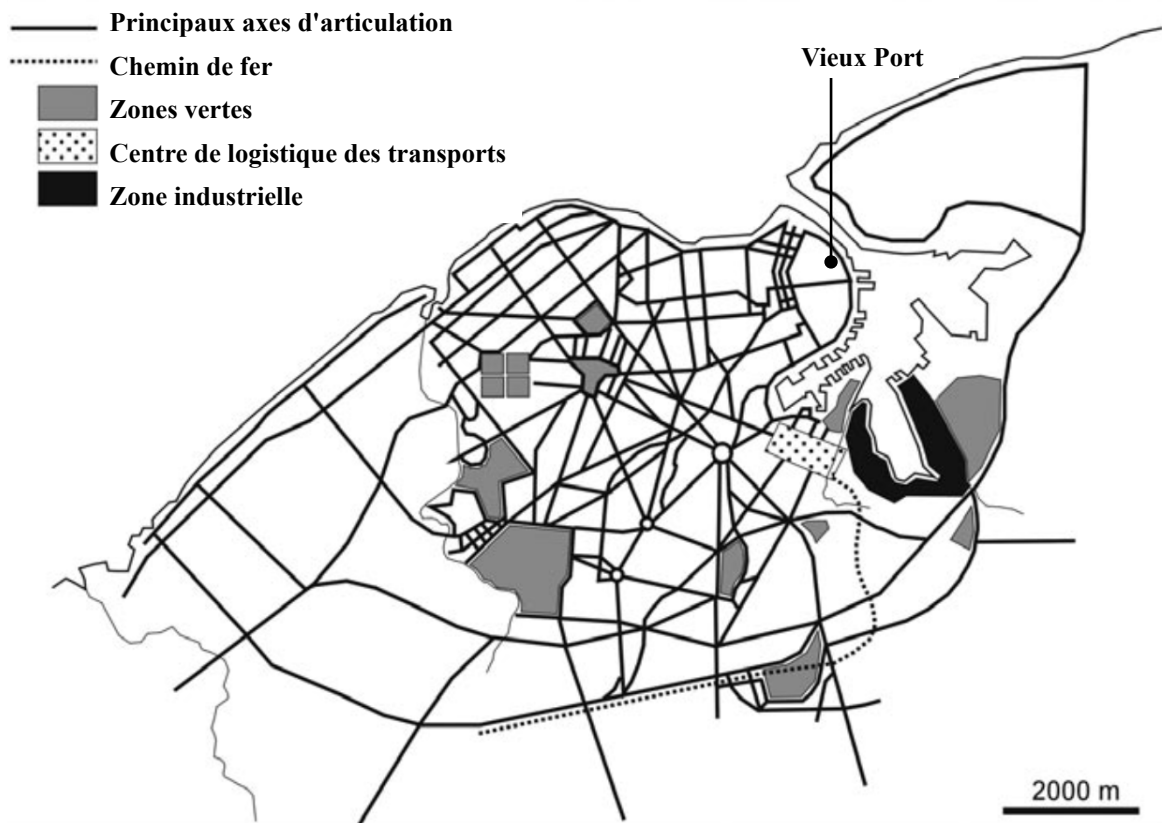 Principaux axes d'articulation
Chemin de fer
Zones vertes
Centre de logistique des transports
Zone industrielle
Vieux Port
2000 m